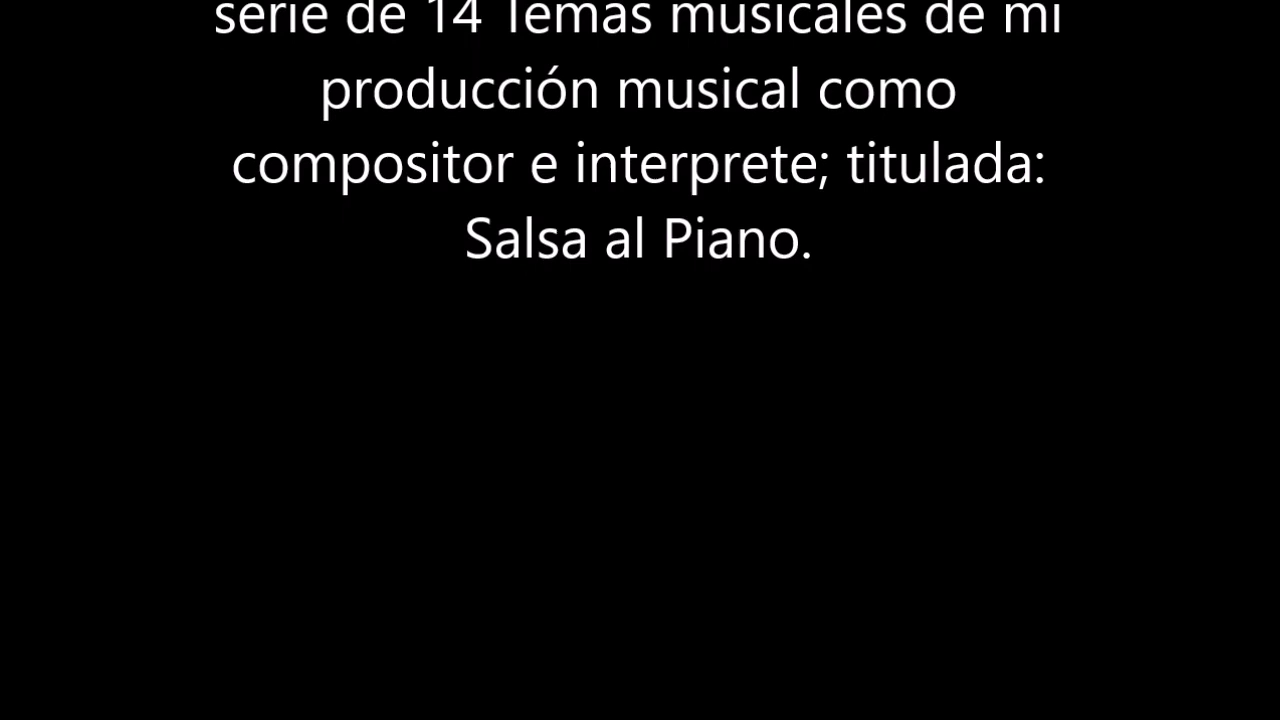 serie de 14 Temas musicales de mi
producción musical como
compositor e interprete; titulada:
Salsa al Piano.